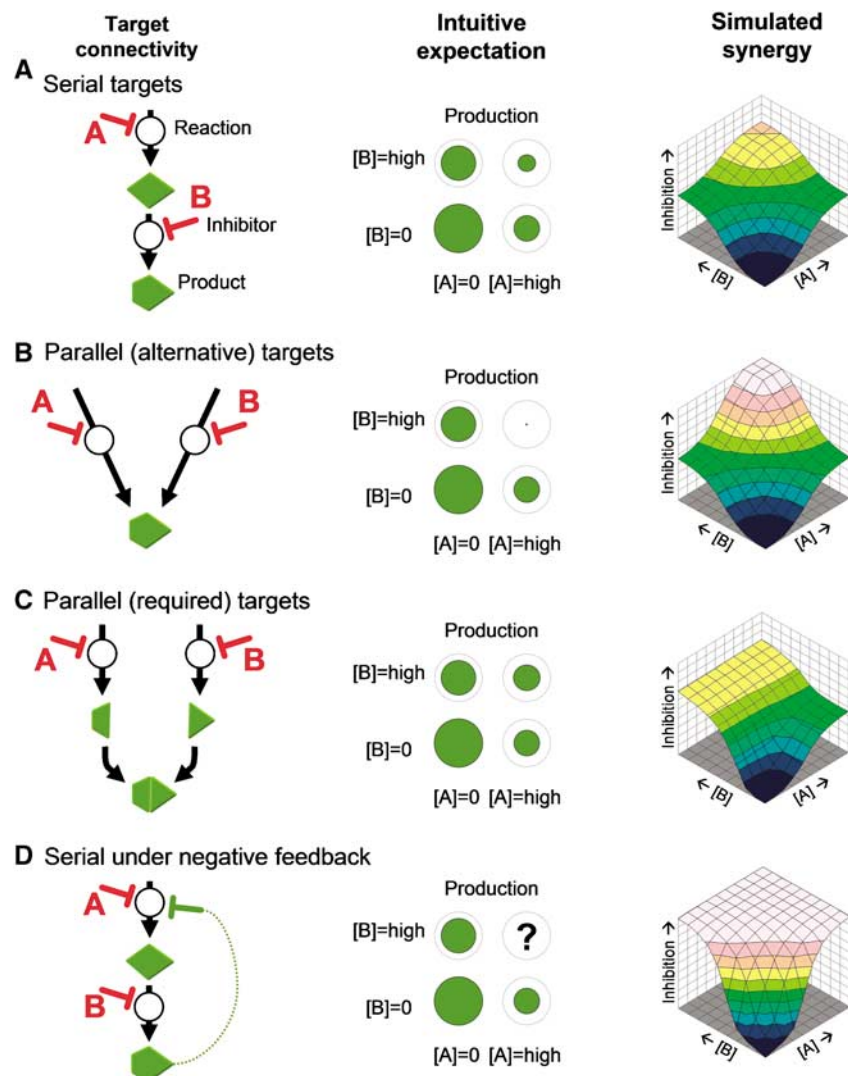 Target connectivity
Intuitive expectation
Simulated synergy
A Serial targets
A
Reaction
B
Inhibitor
Product
Production
[B]=high
[B]=0
[A]=0 [A]=high
Inhibition →
← [B]
[A] →
B Parallel (alternative) targets
A
B
Production
[B]=high
[B]=0
[A]=0 [A]=high
Inhibition →
← [B]
[A] →
C Parallel (required) targets
A
B
Production
[B]=high
[B]=0
[A]=0 [A]=high
Inhibition →
← [B]
[A] →
D Serial under negative feedback
A
B
Production
[B]=high
?
[B]=0
[A]=0 [A]=high
Inhibition →
← [B]
[A] →